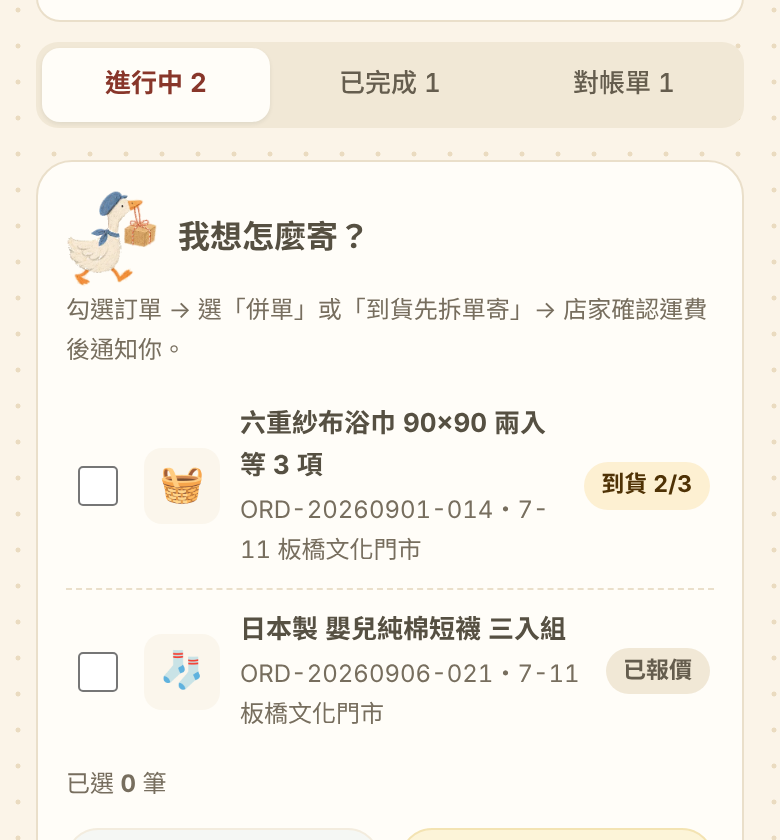 進行中 2
已完成 1
對帳單 1
我想怎麼寄？
勾選訂單 → 選「併單」或「到貨先拆單寄」→ 店家確認運費
後通知你。
六重紗布浴巾 90×90 兩入
等 3 項
ORD-20260901-014・7-
11 板橋文化門市
到貨 2/3
日本製 嬰兒純棉短襪 三入組
ORD-20260906-021・7-11
板橋文化門市
已報價
已選 0 筆